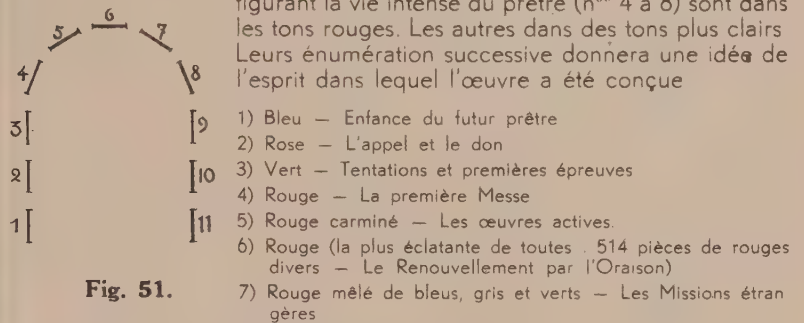 figurant la vie intense du prêtre (nos 4 à 8) sont dans
les tons rouges. Les autres dans des tons plus clairs
Leurs énumération successive donnera une idée de
l'esprit dans lequel l'œuvre a été conçue
1) Bleu — Enfance du futur prêtre
2) Rose — L'appel et le don
3) Vert — Tentations et premières épreuves
4) Rouge — La première Messe
5) Rouge carminé — Les œuvres actives.
6) Rouge (la plus éclatante de toutes . 514 pièces de rouges
divers — Le Renouvellement par l'Oraison)
7) Rouge mêlé de bleus, gris et verts — Les Missions étran
gères
6
5
7
4
8
3
9
2
10
1
11
Fig. 51.